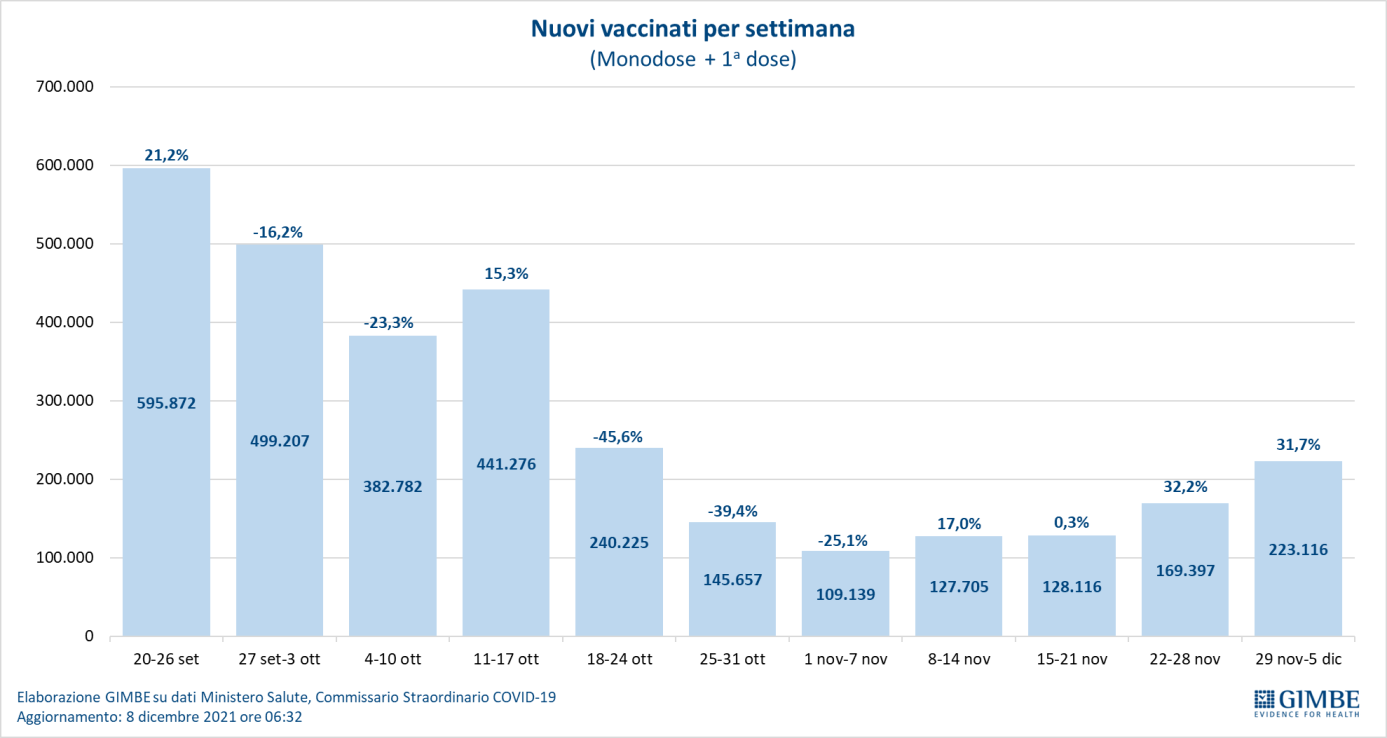 Nuovi vaccinati per settimana
(Monodose + 1ª dose)
700.000
600.000
500.000
400.000
300.000
200.000
100.000
0
21,2%
-16,2%
-23,3%
15,3%
-45,6%
-39,4%
-25,1%
17,0%
0,3%
32,2%
31,7%
595.872
499.207
382.782
441.276
240.225
145.657
109.139
127.705
128.116
169.397
223.116
20-26 set
27 set-3 ott
4-10 ott
11-17 ott
18-24 ott
25-31 ott
1 nov-7 nov
8-14 nov
15-21 nov
22-28 nov
29 nov-5 dic
Elaborazione GIMBE su dati Ministero Salute, Commissario Straordinario COVID-19
Aggiornamento: 8 dicembre 2021 ore 06:32
GIMBE
EVIDENCE FOR HEALTH